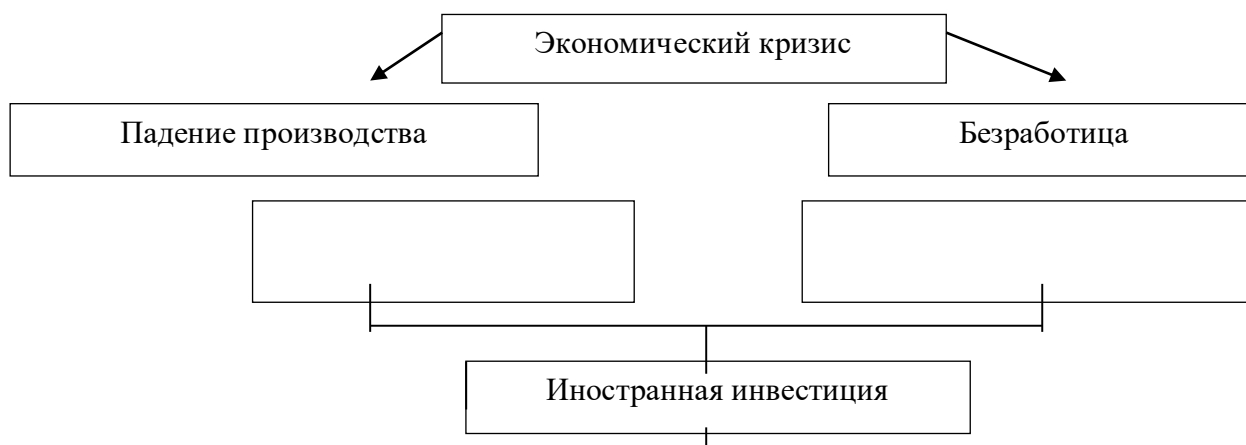 Экономический кризис
Падение производства
Безработица
Иностранная инвестиция